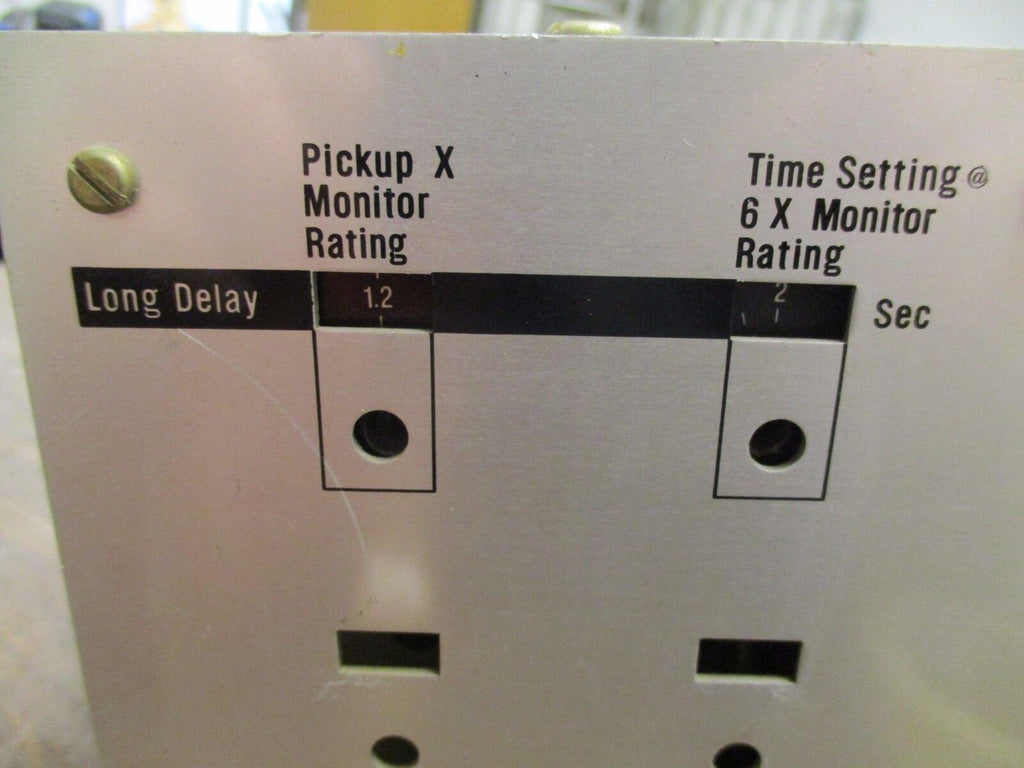 Pickup X
Monitor
Rating
Time Setting @
6 X Monitor
Rating
Long Delay
1.2
2
Sec